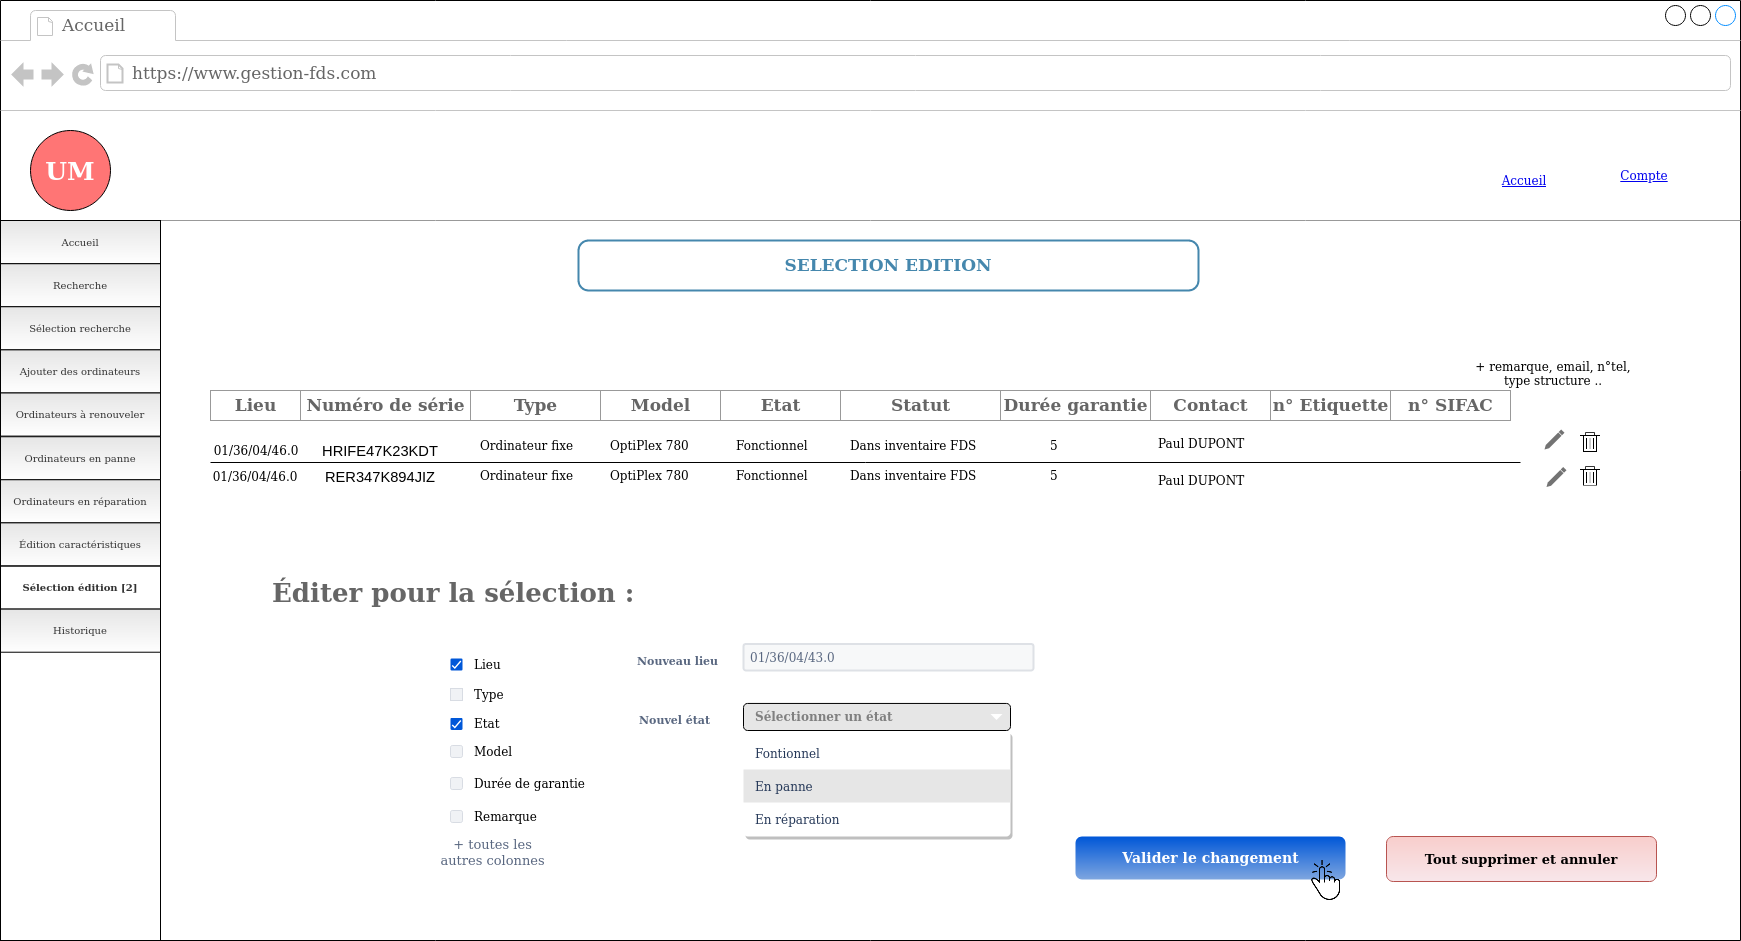 Accueil
https://www.gestion-fds.com
UM
Accueil
Compte
Accueil
Recherche
Sélection recherche
Ajouter des ordinateurs
Ordinateurs à renouveler
Ordinateurs en panne
Ordinateurs en réparation
Édition caractéristiques
Sélection édition [2]
Historique
SELECTION EDITION
+ remarque, email, n°tel,
type structure ..
Lieu Numéro de série Type Model Etat Statut Durée garantie Contact n° Etiquette n° SIFAC
01/36/04/46.0 HRIFE47K23KDT Ordinateur fixe OptiPlex 780 Fonctionnel Dans inventaire FDS 5 Paul DUPONT
01/36/04/46.0 RER347K894JIZ Ordinateur fixe OptiPlex 780 Fonctionnel Dans inventaire FDS 5 Paul DUPONT
Éditer pour la sélection :
Lieu
Type
Etat
Model
Durée de garantie
Remarque
+ toutes les
autres colonnes
Nouveau lieu 01/36/04/43.0
Nouvel état Sélectionner un état
Fontionnel
En panne
En réparation
Valider le changement
Tout supprimer et annuler